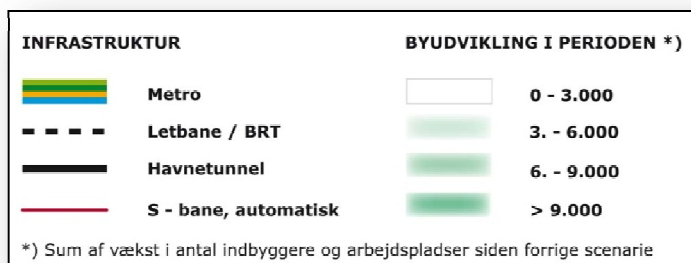 INFRASTRUKTUR BYUDVIKLING I PERIODEN *)
Metro 0 - 3.000
Letbane / BRT 3. - 6.000
Havnetunnel 6. - 9.000
S - bane, automatisk > 9.000
*) Sum af vækst i antal indbyggere og arbejdspladser siden forrige scenarie